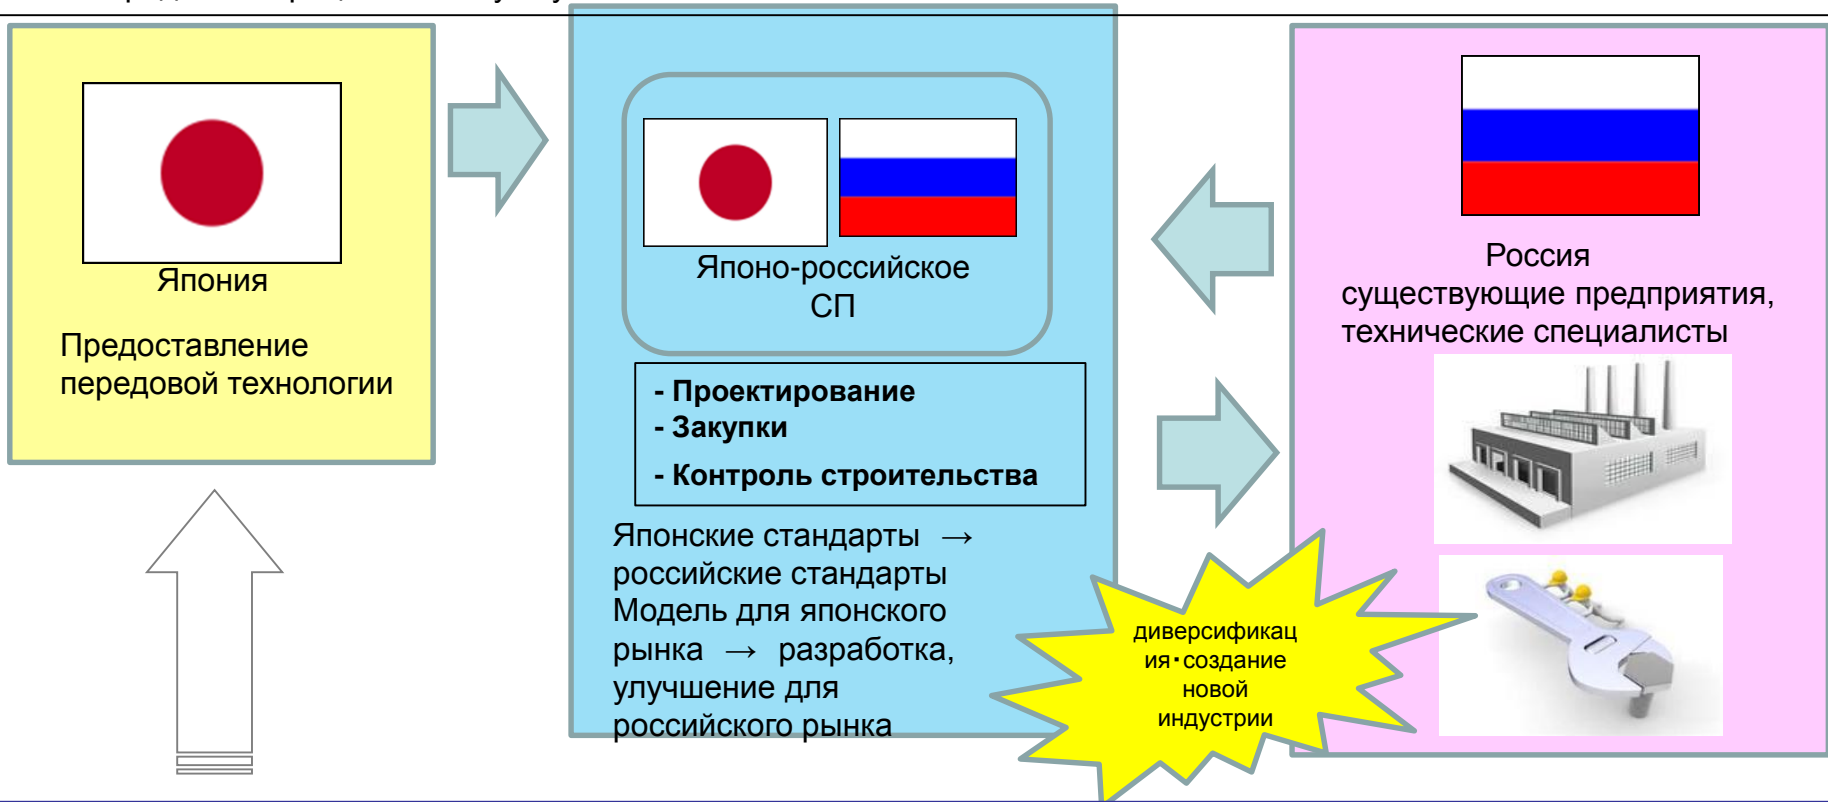 Япония
Предоставление
передовой технологии
Японо-российское
СП
- Проектирование
- Закупки
- Контроль строительства
Японские стандарты →
российские стандарты
Модель для японского
рынка → разработка,
улучшение для
российского рынка
диверсификац
ия・создание
новой
индустрии
Россия
существующие предприятия,
технические специалисты